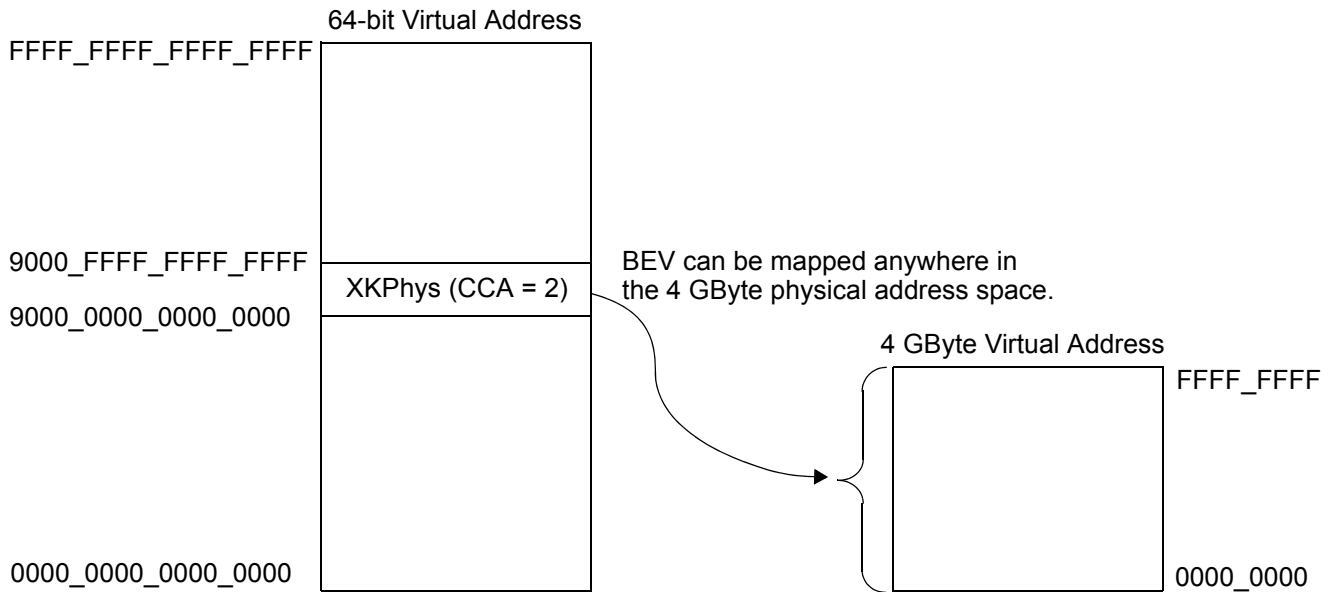 64-bit Virtual Address
FFFF_FFFF_FFFF_FFFF
9000_FFFF_FFFF_FFFF
XKPhys (CCA = 2)
9000_0000_0000_0000
BEV can be mapped anywhere in
the 4 GByte physical address space.
4 GByte Virtual Address
FFFF_FFFF
0000_0000_0000_0000
0000_0000